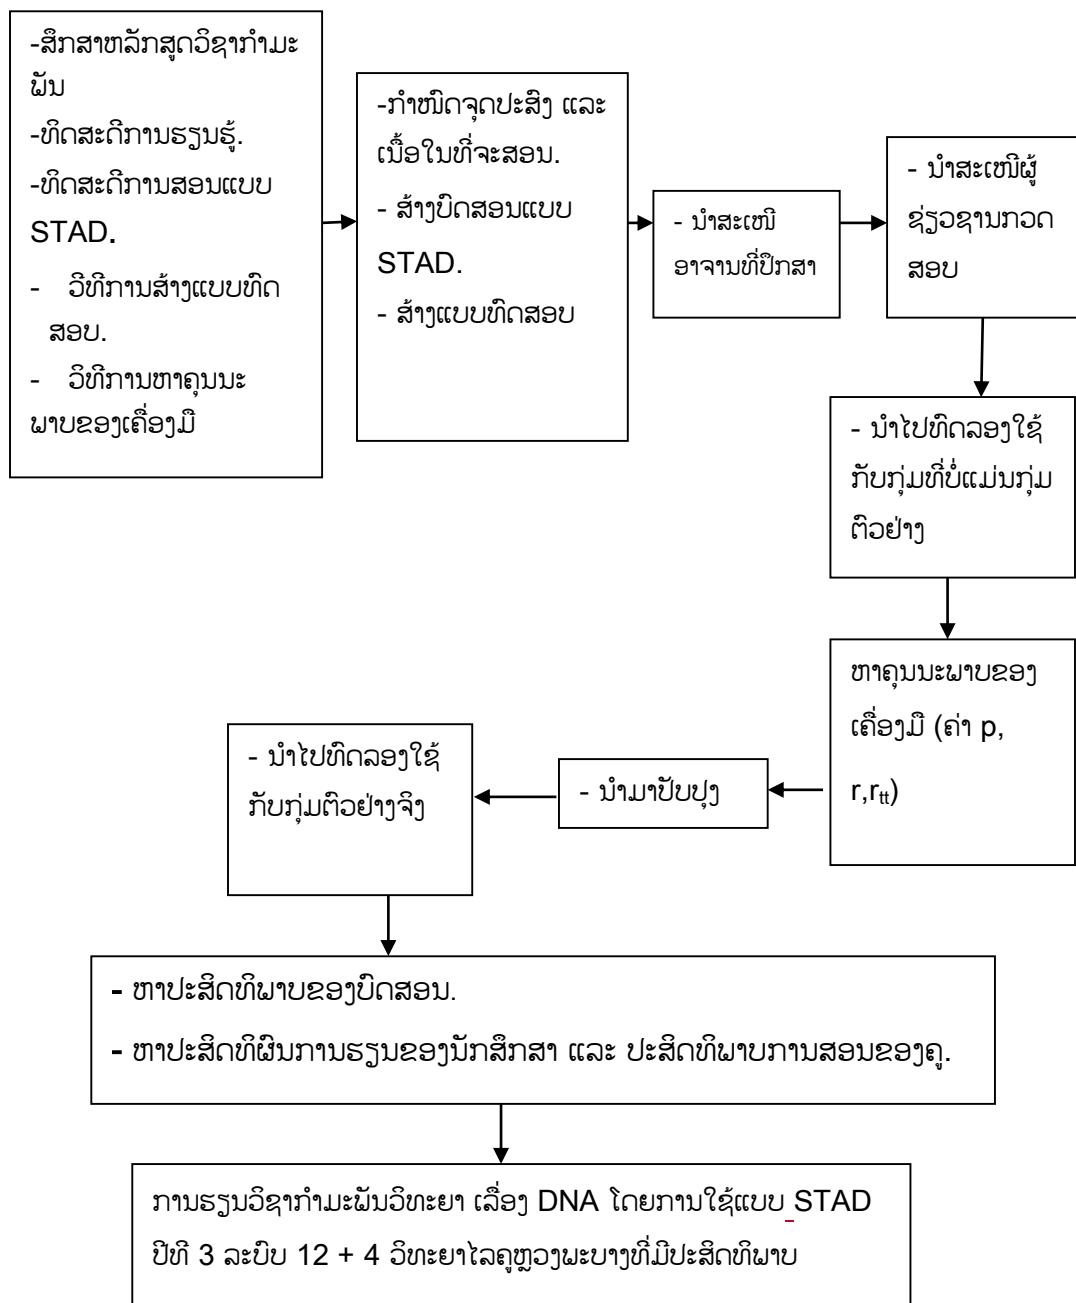 -ສຶກສາຫລັກສູດວິຊາກຳມະ
ພັນ
-ທິດສະດີການຮຽນຮູ້.
-ທິດສະດີການສອນແບບ
STAD.
- ວິທີການສ້າງແບບທົດ
ສອບ.
- ວິທີການຫາຄຸນນະ
ພາບຂອງເຄື່ອງມື
-ກຳໜົດຈຸດປະສົງ ແລະ
ເນື້ອໃນທີ່ຈະສອນ.
- ສ້າງບົດສອນແບບ
STAD.
- ສ້າງແບບທົດສອບ
- ນຳສະເໜີ
ອາຈານທີ່ປຶກສາ
- ນຳສະເໜີຜູ້
ຊ່ຽວຊານກວດ
ສອບ
- ນຳໄປທົດລອງໃຊ້
ກັບກຸ່ມທີ່ບໍ່ແມ່ນກຸ່ມ
ຕົວຢ່າງ
ຫາຄຸນນະພາບຂອງ
ເຄື່ອງມື (ຄ່າ p,
r,rtt)
- ນຳມາປັບປຸງ
- ນຳໄປທົດລອງໃຊ້
ກັບກຸ່ມຕົວຢ່າງຈິງ
- ຫາປະສິດທິພາບຂອງບົດສອນ.
- ຫາປະສິດທິຜົນການຮຽນຂອງນັກສຶກສາ ແລະ ປະສິດທິພາບການສອນຂອງຄູ.
ການຮຽນວິຊາກຳມະພັນວິທະຍາ ເລື່ອງ DNA ໂດຍການໃຊ້ແບບ STAD
ປີທີ 3 ລະບົບ 12 + 4 ວິທະຍາໄລຄູຫຼວງພະບາງທີ່ມີປະສິດທິພາບ